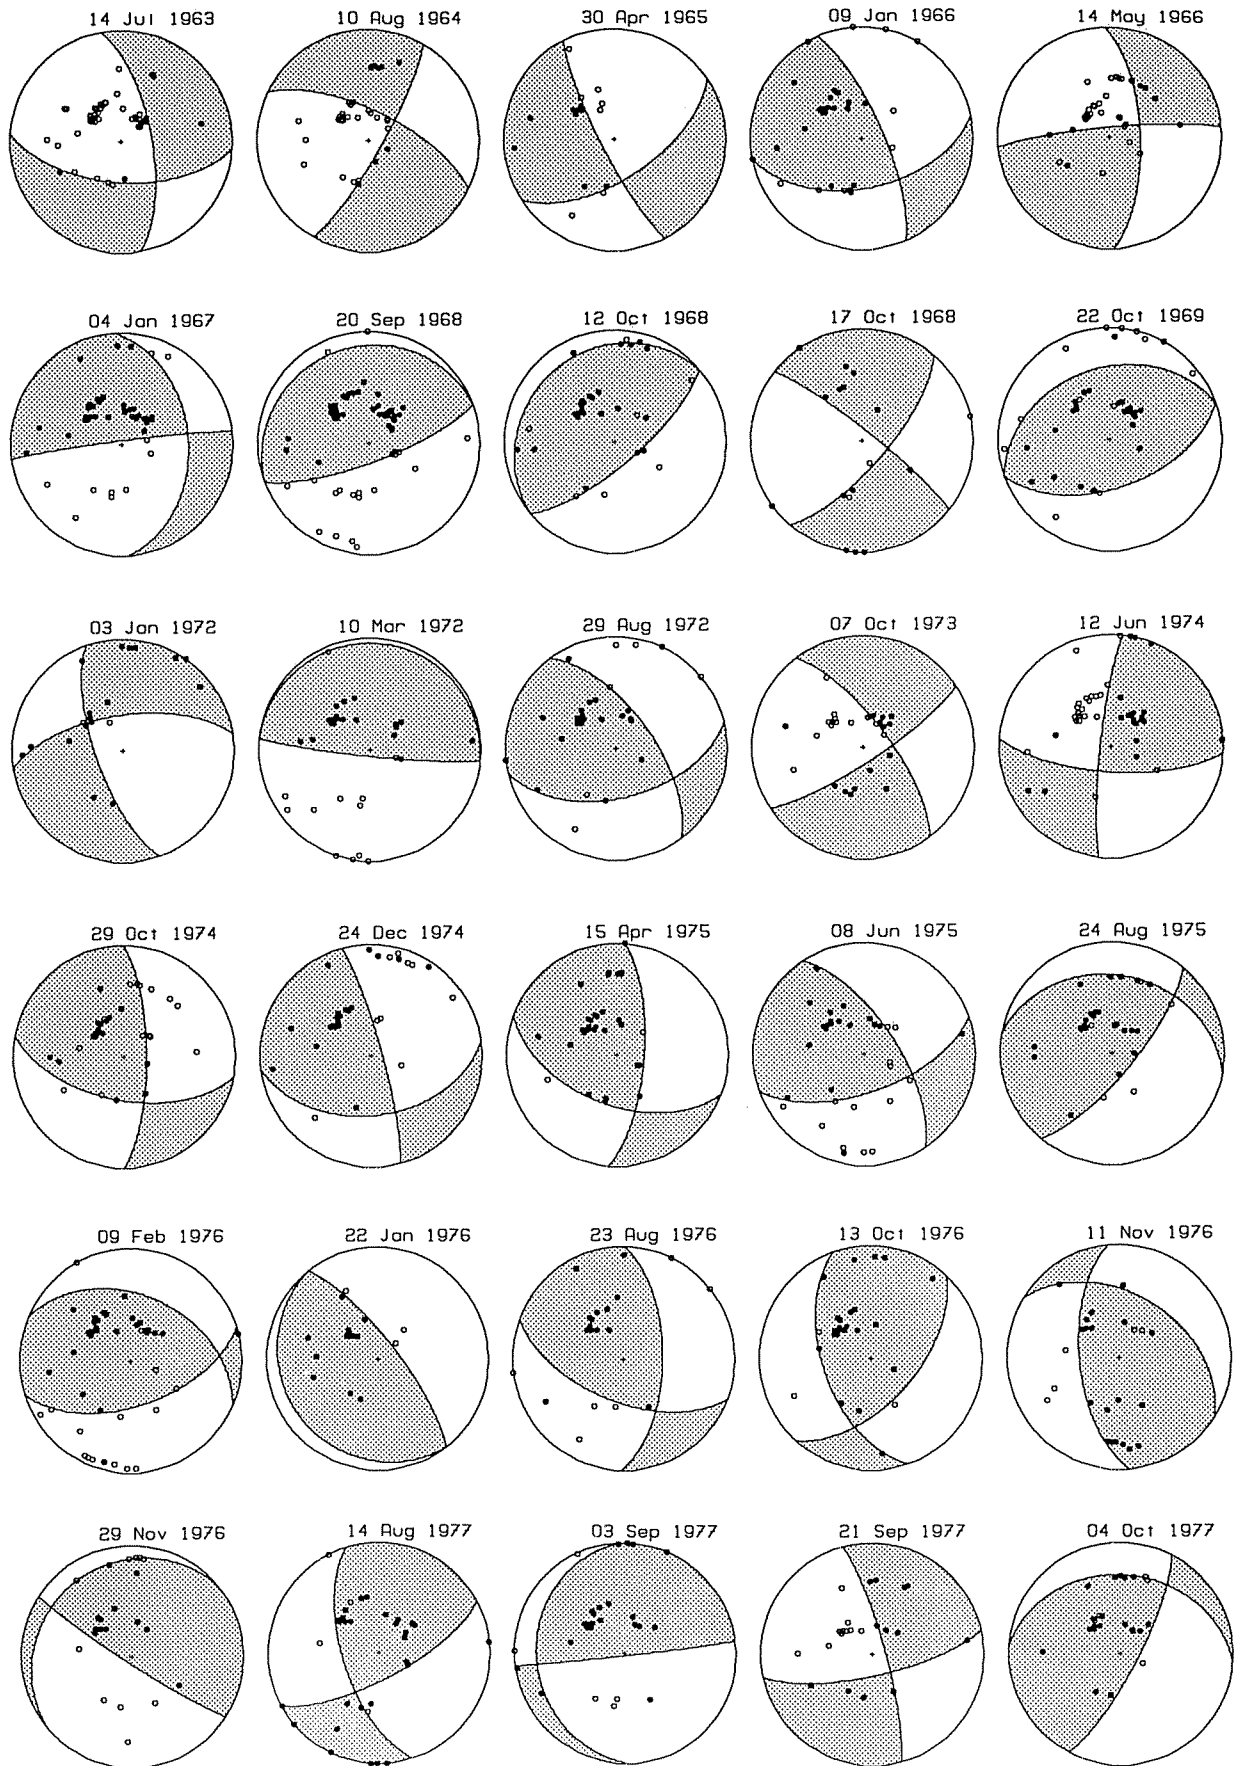 14 Jul 1963 10 Aug 1964 30 Apr 1965 09 Jan 1966 14 May 1966
04 Jan 1967 20 Sep 1968 12 Oct 1968 17 Oct 1968 22 Oct 1969
03 Jan 1972 10 Mar 1972 29 Aug 1972 07 Oct 1973 12 Jun 1974
29 Oct 1974 24 Dec 1974 15 Apr 1975 08 Jun 1975 24 Aug 1975
09 Feb 1976 22 Jan 1976 23 Aug 1976 13 Oct 1976 11 Nov 1976
29 Nov 1976 14 Aug 1977 03 Sep 1977 21 Sep 1977 04 Oct 1977